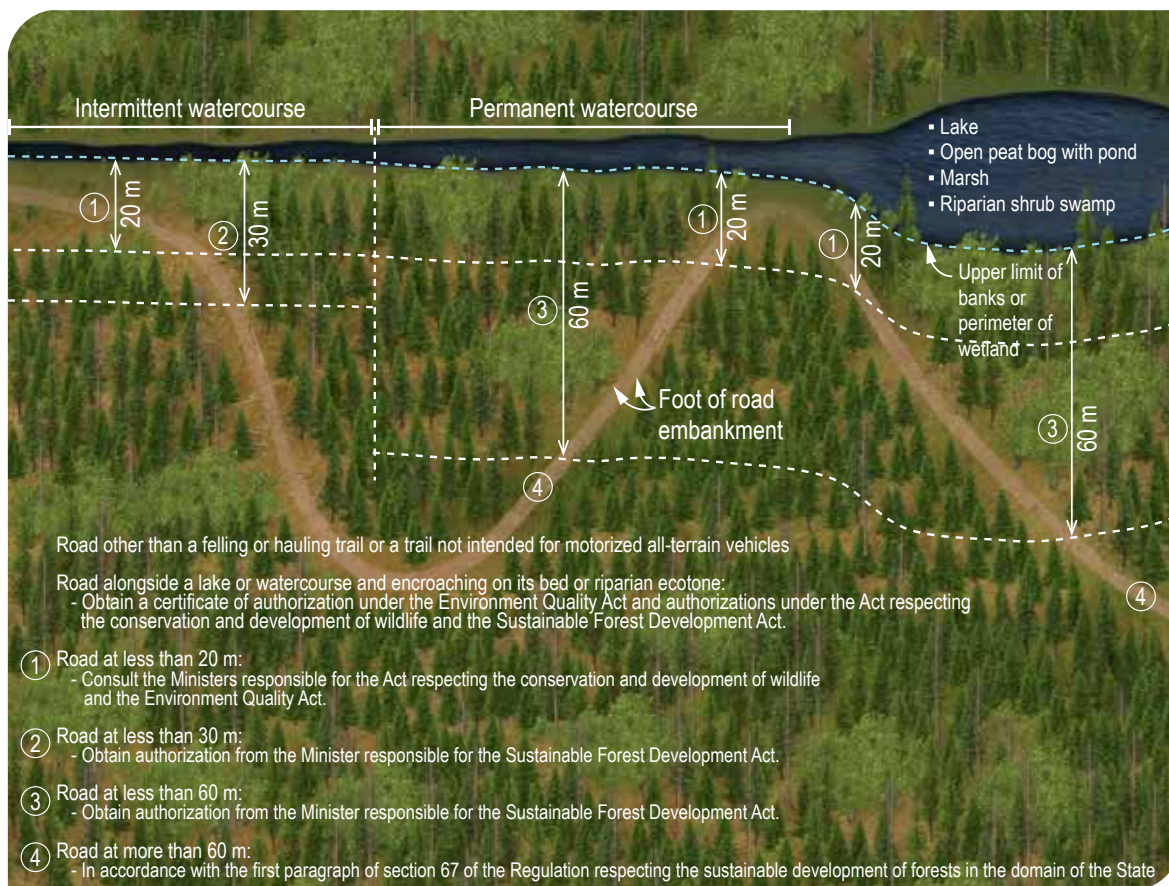 Intermittent watercourse
Permanent watercourse
▪ Lake
▪ Open peat bog with pond
▪ Marsh
▪ Riparian shrub swamp
1
20 m
2
30 m
3
60 m
1
20 m
1
20 m
Upper limit of
banks or
perimeter of
wetland
3
60 m
Foot of road
embankment
4
4
Road other than a felling or hauling trail or a trail not intended for motorized all-terrain vehicles
Road alongside a lake or watercourse and encroaching on its bed or riparian ecotone:
- Obtain a certificate of authorization under the Environment Quality Act and authorizations under the Act respecting
the conservation and development of wildlife and the Sustainable Forest Development Act.
1 Road at less than 20 m:
- Consult the Ministers responsible for the Act respecting the conservation and development of wildlife
and the Environment Quality Act.
2 Road at less than 30 m:
- Obtain authorization from the Minister responsible for the Sustainable Forest Development Act.
3 Road at less than 60 m:
- Obtain authorization from the Minister responsible for the Sustainable Forest Development Act.
4 Road at more than 60 m:
- In accordance with the first paragraph of section 67 of the Regulation respecting the sustainable development of forests in the domain of the State